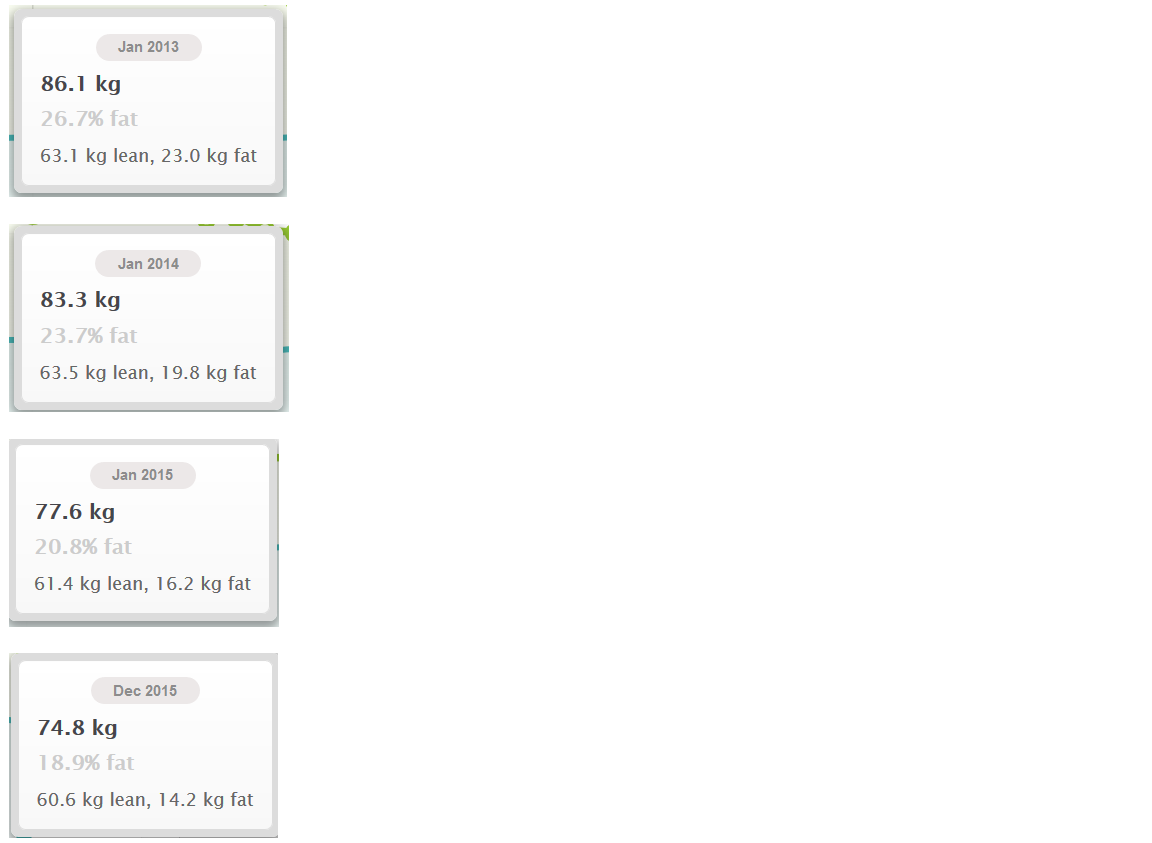 Jan 2013
86.1 kg
26.7% fat
63.1 kg lean, 23.0 kg fat
Jan 2014
83.3 kg
23.7% fat
63.5 kg lean, 19.8 kg fat
Jan 2015
77.6 kg
20.8% fat
61.4 kg lean, 16.2 kg fat
Dec 2015
74.8 kg
18.9% fat
60.6 kg lean, 14.2 kg fat